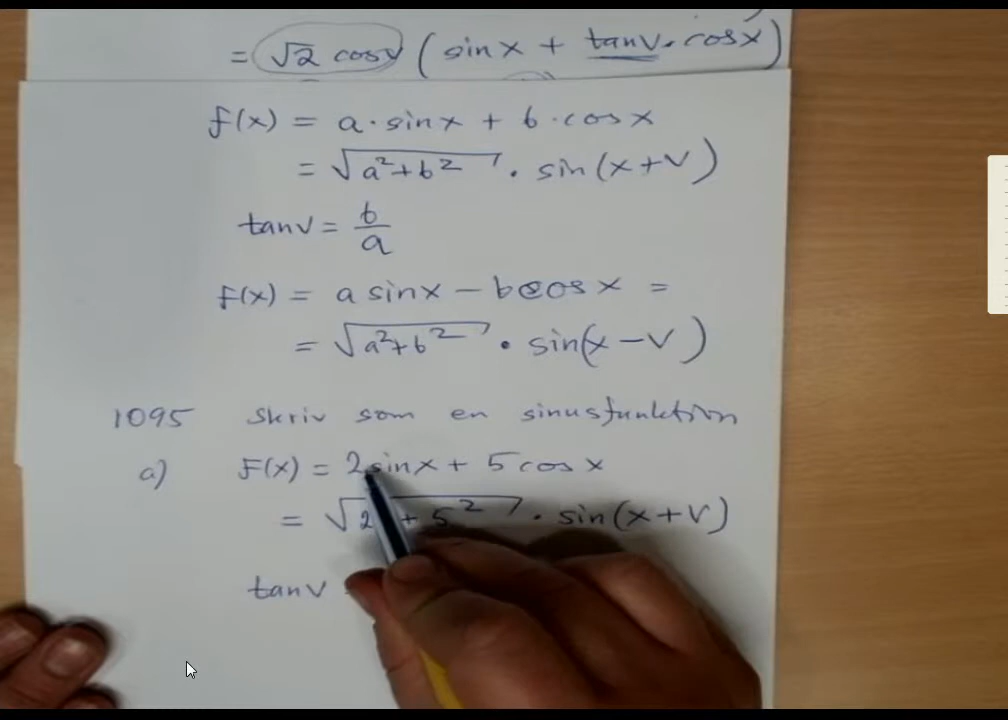 = √2 cosv (sinx + tanv · cosx)
f(x) = a · sinx + b · cosx
= √a²+b² · sin(x+v)
tanv = b/a
f(x) = a sinx − b cos x =
= √a²+b² · sin(x−v)
1095 Skriv som en sinusfunktion
a) f(x) = 2 sinx + 5 cos x
= √2 + 5² · sin(x+v)
tanv